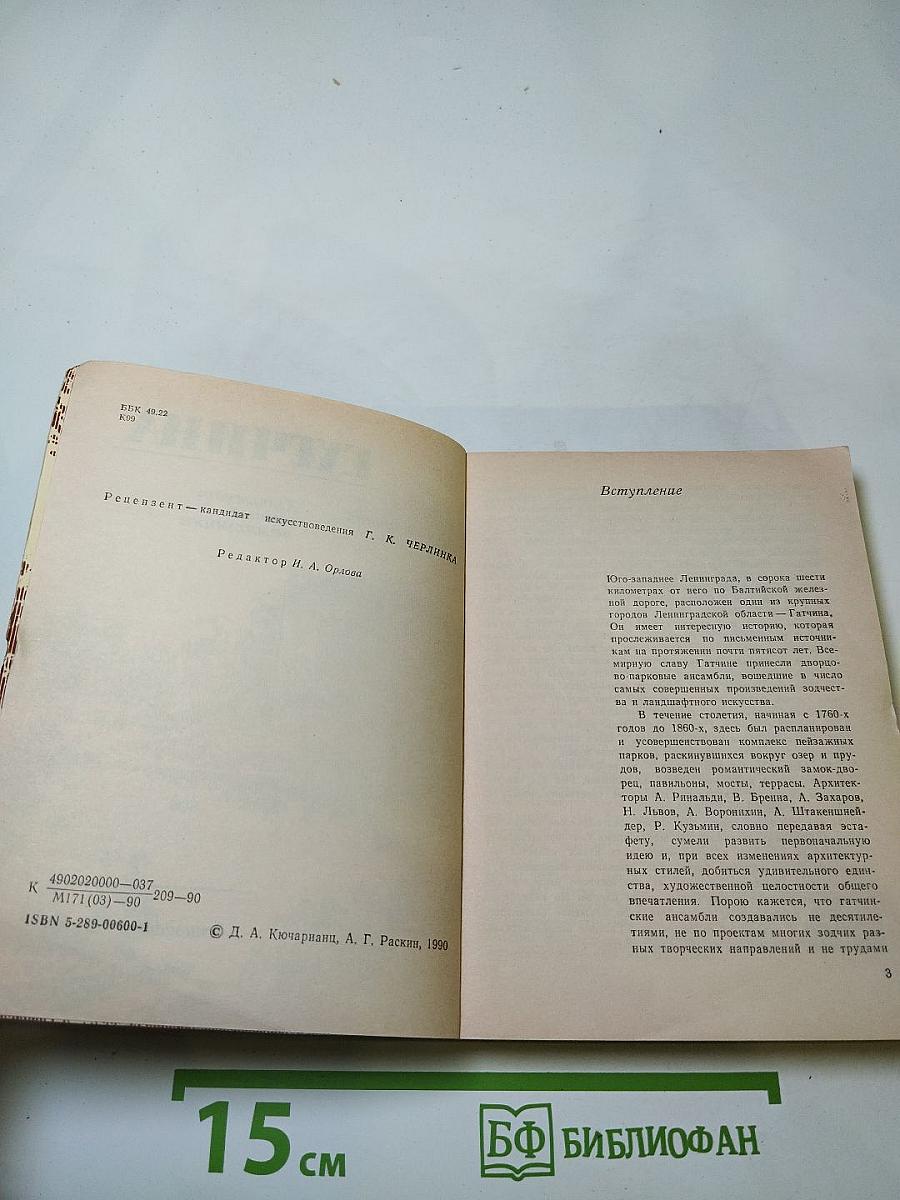 ББК 49.22
К99
Рецензент — кандидат искусствоведения Г. К. ЧЕРЛИНКА
Редактор И. А. Орлова
К 4902020000—037
М171(03)—90
209—90
ISBN 5-289-00600-1
© Д. А. Кючарианц, А. Г. Раскин, 1990
Вступление
Юго-западнее Ленинграда, в сорока шести
километрах от него по Балтийской желез-
ной дороге, расположен один из крупных
городов Ленинградской области — Гатчина.
Он имеет интересную историю, которая
прослеживается по письменным источни-
кам на протяжении почти пятисот лет. Все-
мирную славу Гатчине принесли дворцо-
во-парковые ансамбли, вошедшие в число
самых совершенных произведений зодчест-
ва и ландшафтного искусства.
В течение столетия, начиная с 1760-х
годов до 1860-х, здесь был распланирован
и усовершенствован комплекс пейзажных
парков, раскинувшихся вокруг озер и пру-
дов, возведен романтический замок-дво-
рец, павильоны, мосты, террасы. Архитек-
торы А. Ринальди, В. Бренна, А. Захаров,
Н. Львов, А. Воронихин, А. Штакеншней-
дер, Р. Кузьмин, словно передавая эста-
фету, сумели развить первоначальную
идею и, при всех изменениях архитектур-
ных стилей, добиться удивительного един-
ства, художественной целостности общего
впечатления. Порою кажется, что гатчин-
ские ансамбли создавались не десятиле-
тиями, не по проектам многих зодчих раз-
ных творческих направлений и не трудами
3
15 см
БФ БИБЛИОФАН